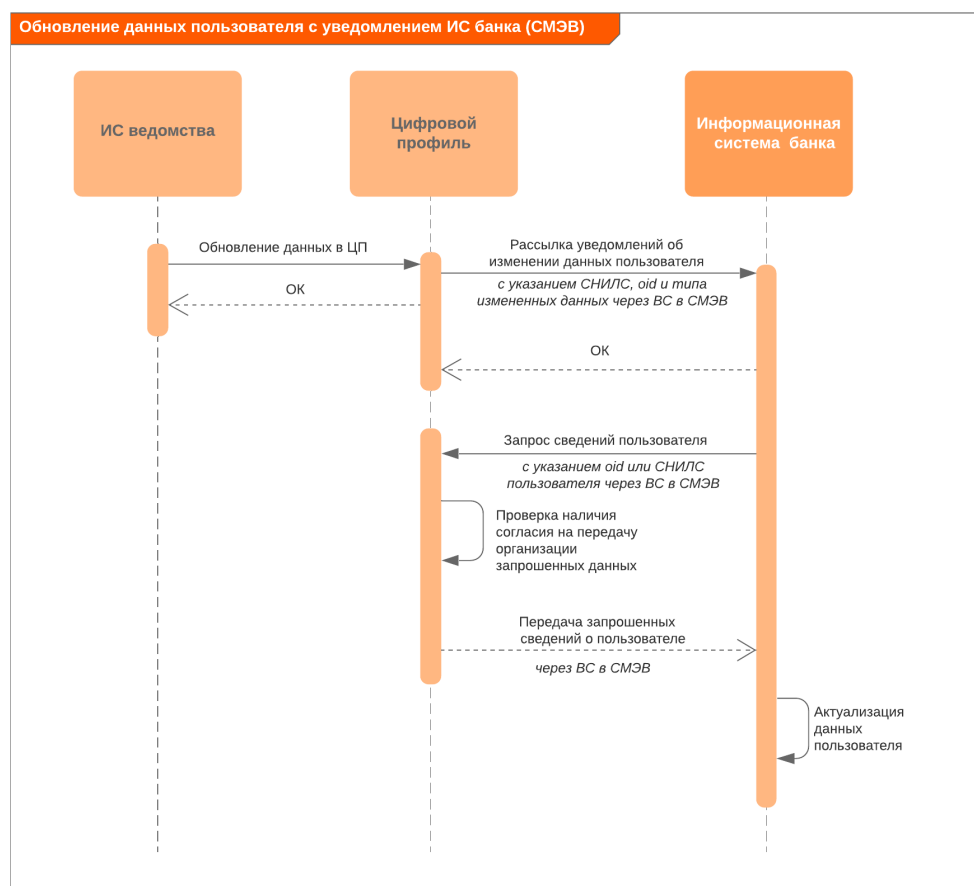 Обновление данных пользователя с уведомлением ИС банка (СМЭВ)
ИС ведомства
Цифровой
профиль
Информационная
система банка
Обновление данных в ЦП
Рассылка уведомлений об
изменении данных пользователя
с указанием СНИЛС, oid и типа
измененных данных через ВС в СМЭВ
ОК
ОК
Запрос сведений пользователя
с указанием oid или СНИЛС
пользователя через ВС в СМЭВ
Проверка наличия
согласия на передачу
организации
запрошенных данных
Передача запрошенных
сведений о пользователе
через ВС в СМЭВ
Актуализация
данных
пользователя